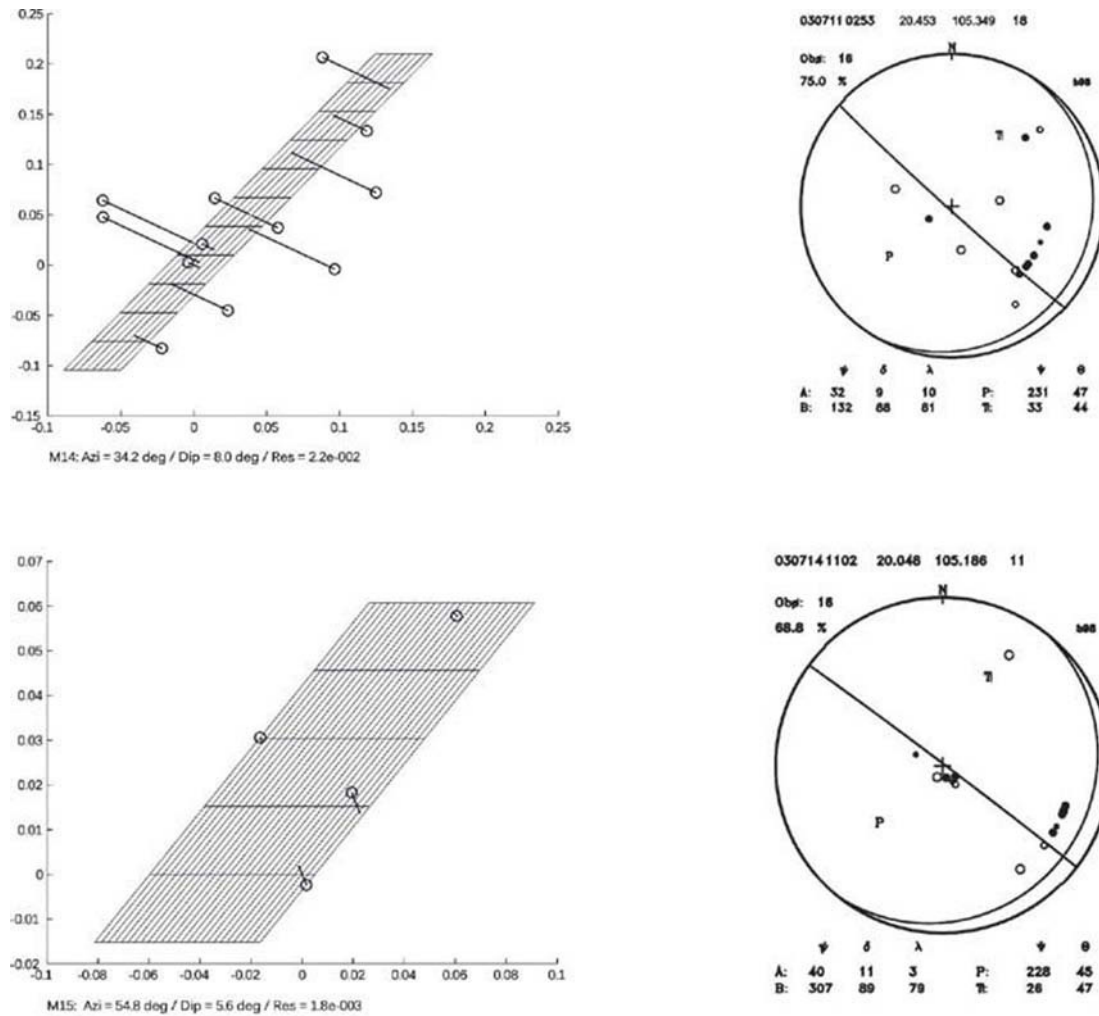 0.25
0.2
0.15
0.1
0.05
0
-0.05
-0.1
-0.15
-0.1 0.05 0 0.05 0.1 0.15 0.20 0.25
M14: Azi = 34.2 deg / Dip = 8.0 deg / Res = 2.2e-002
030711 0253 20.453 105.349 18
N
Obø: 16
75.0 %
T
P
ψ δ λ Ψ θ
A: 32 9 10 P: 231 47
B: 132 88 81 T: 33 44
0.07
0.06
0.05
0.04
0.03
0.02
0.01
0
-0.01
-0.02
-0.1 -0.08 -0.06 -0.04 -0.02 0 0.02 0.04 0.06 0.08 0.1
M15: Azi = 54.8 deg / Dip = 5.6 deg / Res = 1.8e-003
030714 1102 20.048 105.186 11
N
Obø: 16
68.8 %
T
P
ψ δ λ Ψ θ
A: 40 11 3 P: 228 45
B: 307 89 79 T: 26 47